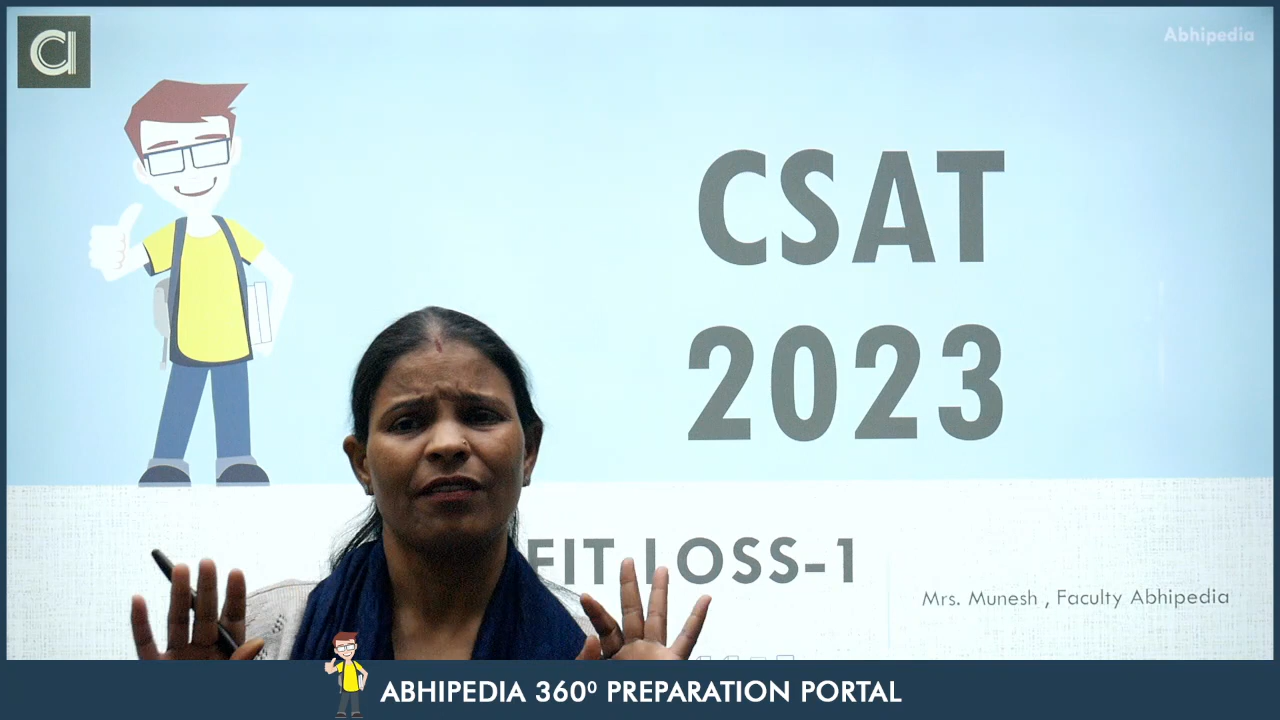 Abhipedia
CSAT
2023
FIT LOSS-1
Mrs. Munesh , Faculty Abhipedia
ABHIPEDIA 360⁰ PREPARATION PORTAL